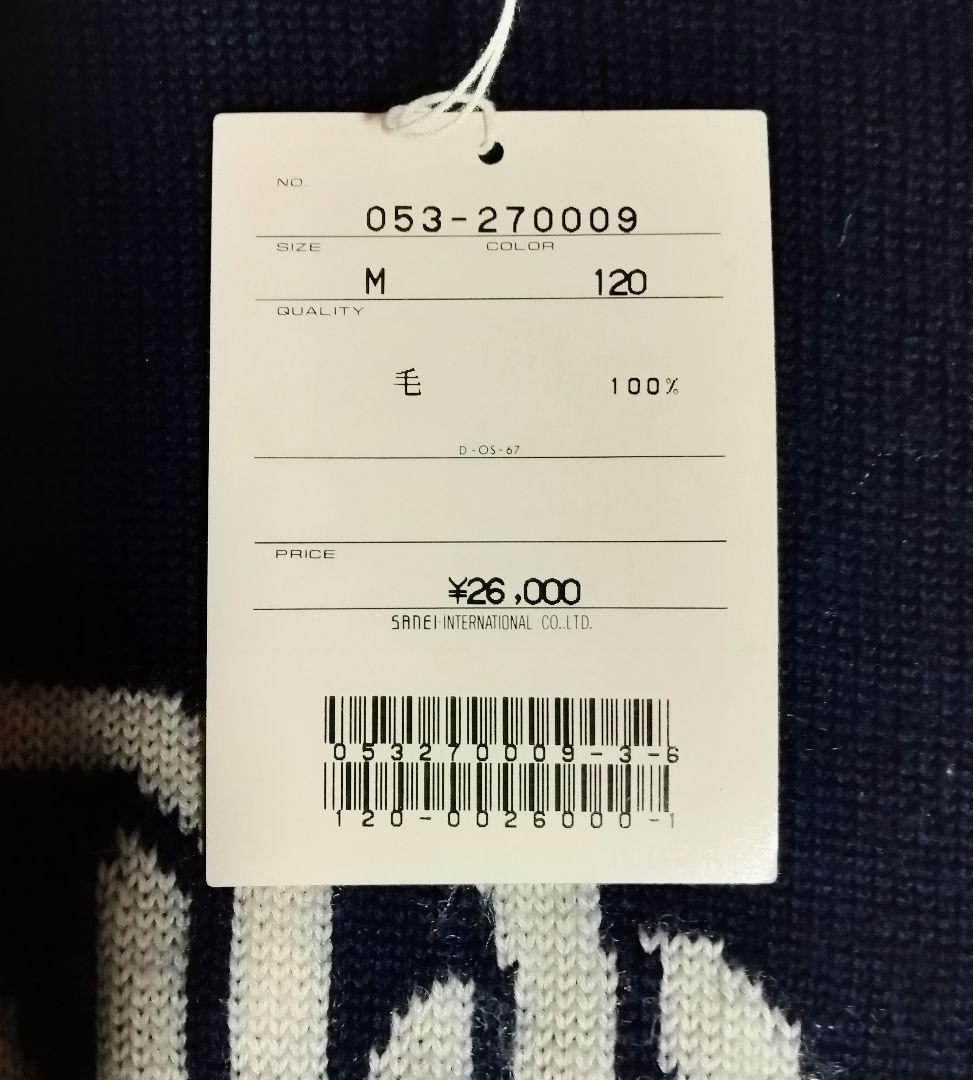 NO.
053-270009
SIZE COLOR
M 120
QUALITY
毛 100%
D-OS-67
PRICE
¥26,000
SANEI INTERNATIONAL CO.,LTD.
053270009-3-6
120-0026000-1